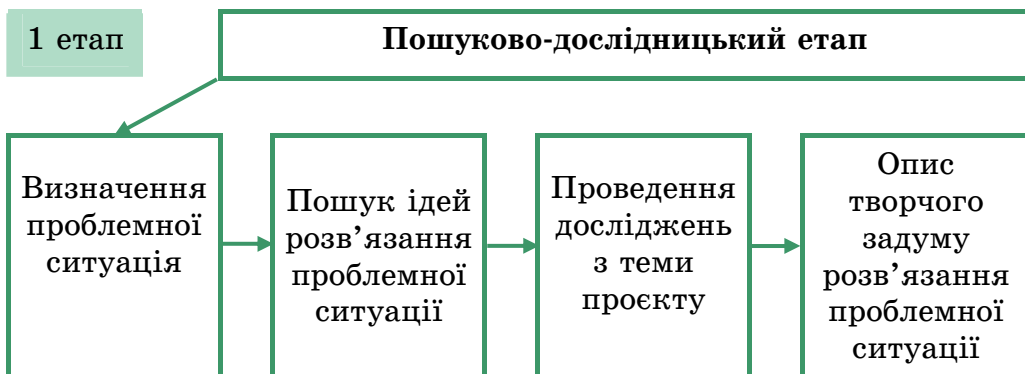 1 етап
Пошуково-дослідницький етап
Визначення
проблемної
ситуація
Пошук ідей
розв’язання
проблемної
ситуації
Проведення
досліджень
з теми
проєкту
Опис
творчого
задуму
розв’язання
проблемної
ситуації